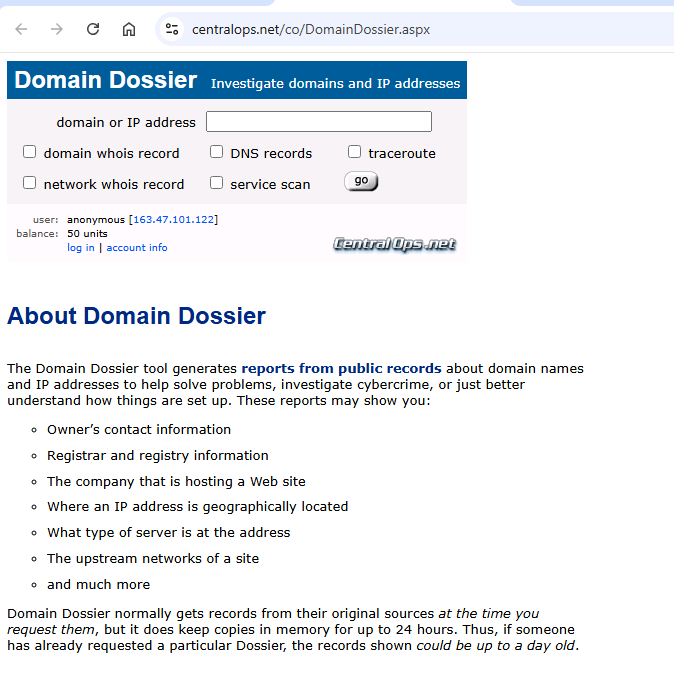 centralops.net/co/DomainDossier.aspx
Domain Dossier Investigate domains and IP addresses
domain or IP address
domain whois record DNS records traceroute
network whois record service scan go
user: anonymous [163.47.101.122]
balance: 50 units
log in | account info
CentralOps.net
About Domain Dossier
The Domain Dossier tool generates reports from public records about domain names
and IP addresses to help solve problems, investigate cybercrime, or just better
understand how things are set up. These reports may show you:
Owner’s contact information
Registrar and registry information
The company that is hosting a Web site
Where an IP address is geographically located
What type of server is at the address
The upstream networks of a site
and much more
Domain Dossier normally gets records from their original sources at the time you
request them, but it does keep copies in memory for up to 24 hours. Thus, if someone
has already requested a particular Dossier, the records shown could be up to a day old.